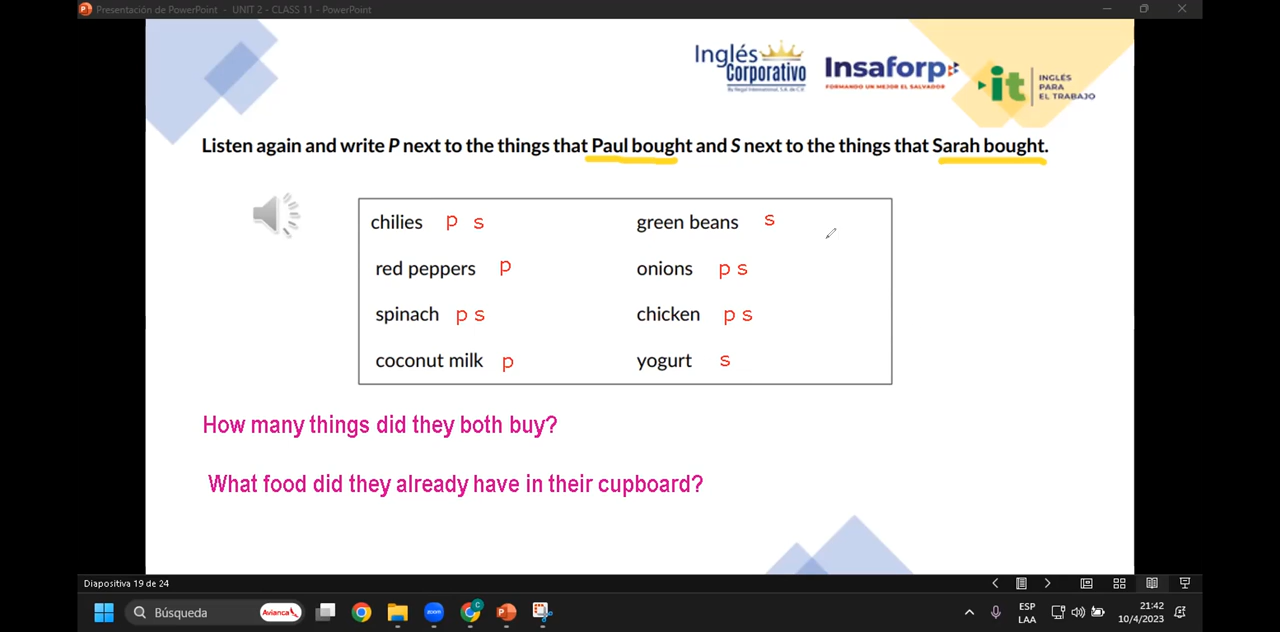 Presentación de PowerPoint - UNIT 2 - CLASS 11 - PowerPoint
Inglés
Corporativo
Insaforp
FORMANDO UN MEJOR EL SALVADOR
it
INGLÉS
PARA
EL TRABAJO
Listen again and write P next to the things that Paul bought and S next to the things that Sarah bought.
chilies p s
green beans s
red peppers p
onions p s
spinach p s
chicken p s
coconut milk p
yogurt s
How many things did they both buy?
What food did they already have in their cupboard?
Diapositiva 19 de 24
Búsqueda
Avianca
zoom
ESP
LAA
21:42
10/4/2023